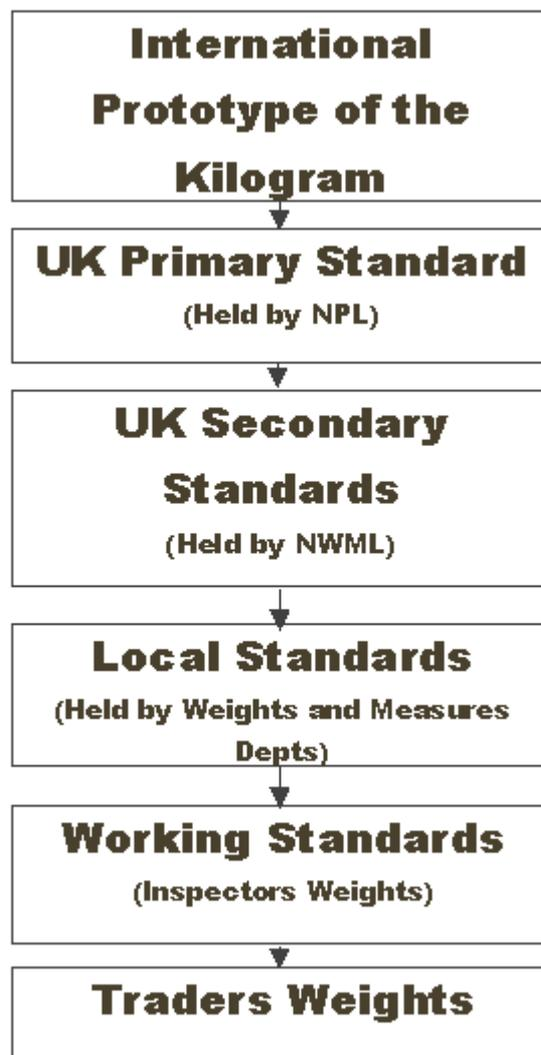 International
Prototype of the
Kilogram
UK Primary Standard
(Held by NPL)
UK Secondary
Standards
(Held by NWML)
Local Standards
(Held by Weights and Measures
Depts)
Working Standards
(Inspectors Weights)
Traders Weights